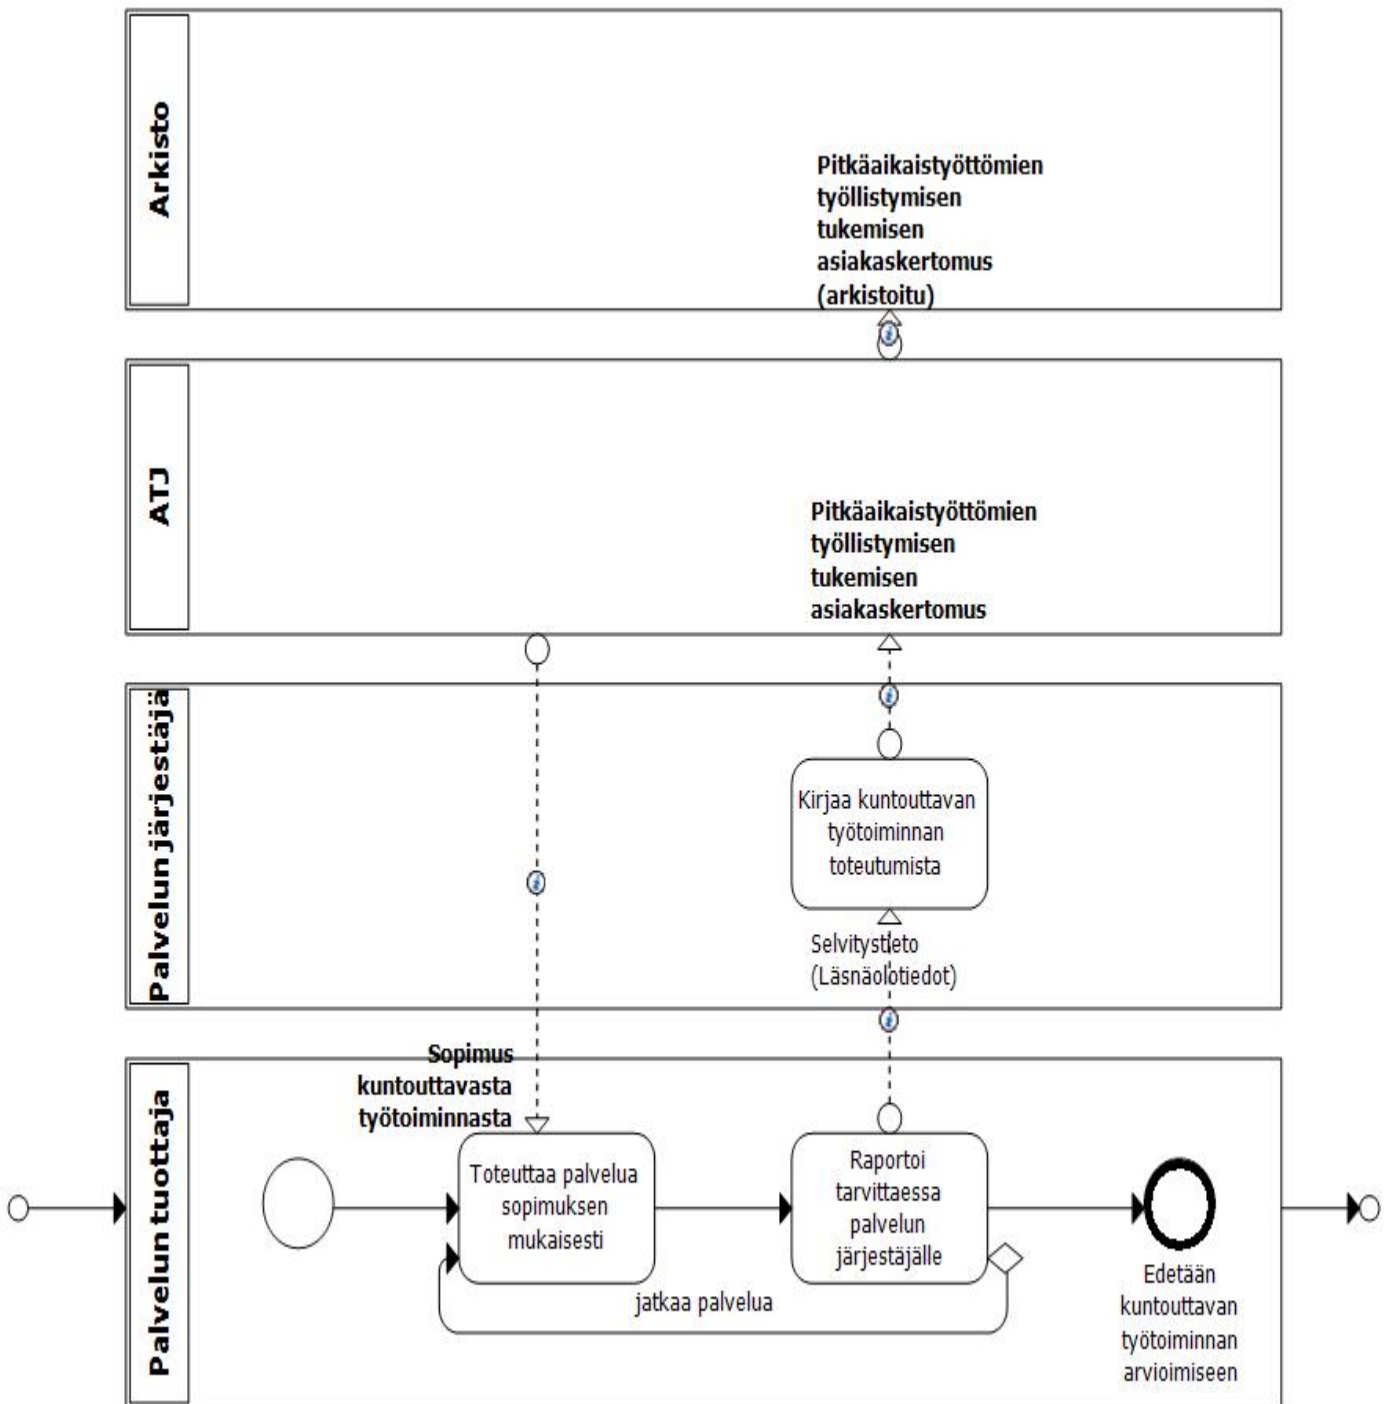 Arkisto
Pitkäaikaistyöttömien
työllistymisen
tukemisen
asiakaskertomus
(arkistoitu)
ATJ
Pitkäaikaistyöttömien
työllistymisen
tukemisen
asiakaskertomus
Palvelun järjestäjä
Kirjaa kuntouttavan
työtoiminnan
toteutumista
Selvitystieto
(Läsnäolotiedot)
Palvelun tuottaja
Sopimus
kuntouttavasta
työtoiminnasta
Toteuttaa palvelua
sopimuksen
mukaisesti
Raportoi
tarvittaessa
palvelun
järjestäjälle
jatkaa palvelua
Edetään
kuntouttavan
työtoiminnan
arvioimiseen